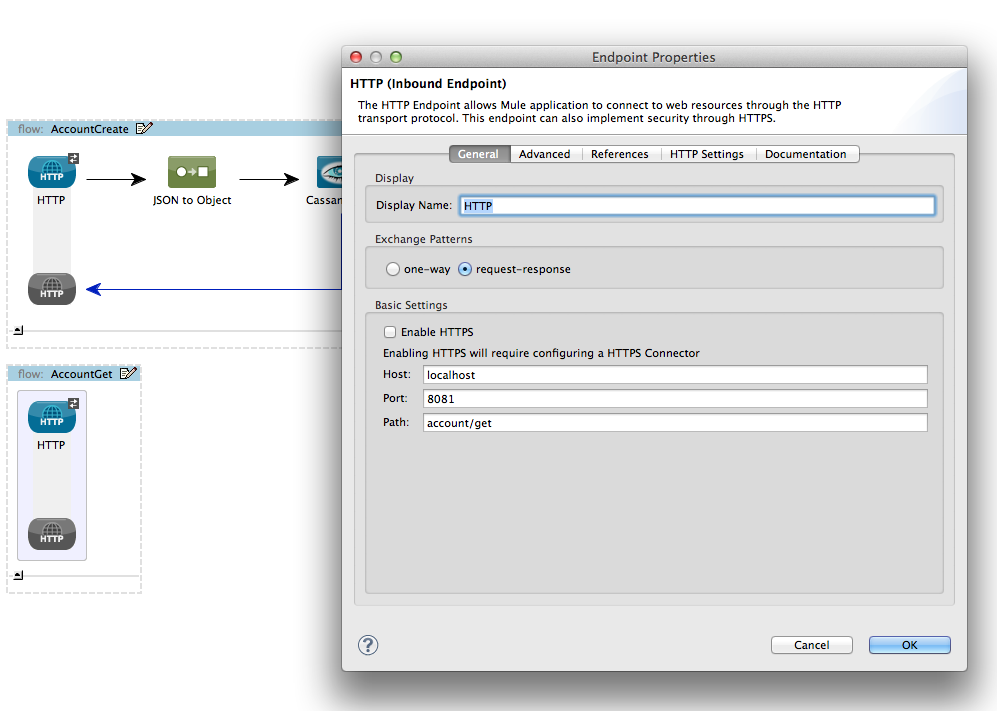 Endpoint Properties
HTTP (Inbound Endpoint)
The HTTP Endpoint allows Mule application to connect to web resources through the HTTP
transport protocol. This endpoint can also implement security through HTTPS.
General Advanced References HTTP Settings Documentation
Display
Display Name: HTTP
Exchange Patterns
one-way request-response
Basic Settings
Enable HTTPS
Enabling HTTPS will require configuring a HTTPS Connector
Host: localhost
Port: 8081
Path: account/get
? Cancel OK
flow: AccountCreate
HTTP
HTTP JSON to Object
HTTP
flow: AccountGet
HTTP
HTTP
HTTP